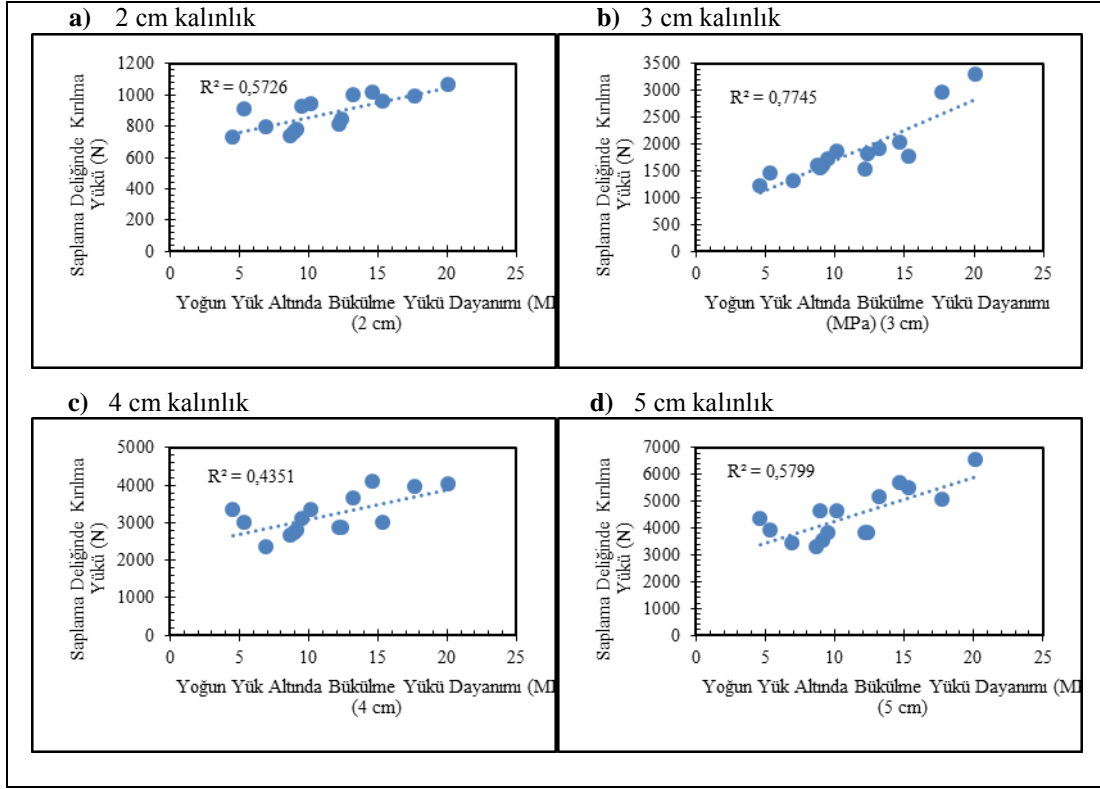 a) 2 cm kalınlık
Saplama Deliğinde Kırılma
Yükü (N)
1200
1000
800
600
400
200
0
R² = 0,5726
0 5 10 15 20 25
Yoğun Yük Altında Bükülme Yükü Dayanımı
(2 cm)
b) 3 cm kalınlık
Saplama Deliğinde Kırılma
Yükü (N)
3500
3000
2500
2000
1500
1000
500
0
R² = 0,7745
0 5 10 15 20 25
Yoğun Yük Altında Bükülme Yükü Dayanımı
(MPa) (3 cm)
c) 4 cm kalınlık
Saplama Deliğinde Kırılma
Yükü (N)
5000
4000
3000
2000
1000
0
R² = 0,4351
0 5 10 15 20 25
Yoğun Yük Altında Bükülme Yükü Dayanımı
(4 cm)
d) 5 cm kalınlık
Saplama Deliğinde Kırılma
Yükü (N)
7000
6000
5000
4000
3000
2000
1000
0
R² = 0,5799
0 5 10 15 20 25
Yoğun Yük Altında Bükülme Yükü Dayanımı
(5 cm)